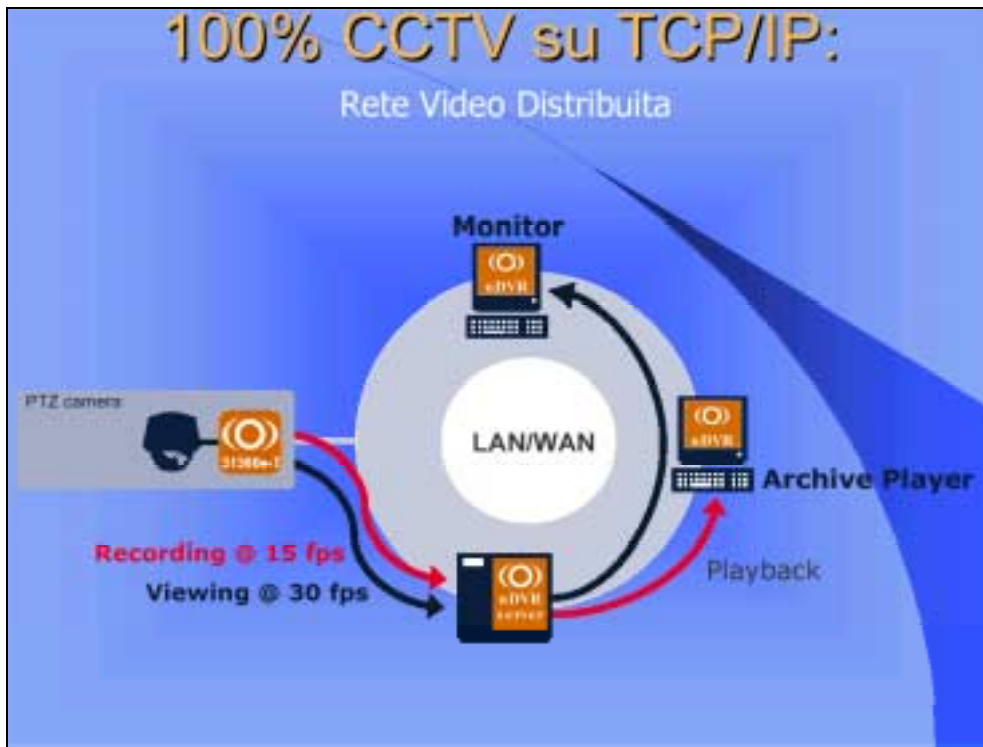 100% CCTV su TCP/IP:
Rete Video Distribuita
Monitor
nDVR
PTZ camera
LAN/WAN
nDVR
Archive Player
Recording @ 15 fps
Viewing @ 30 fps
nDVR
server
Playback